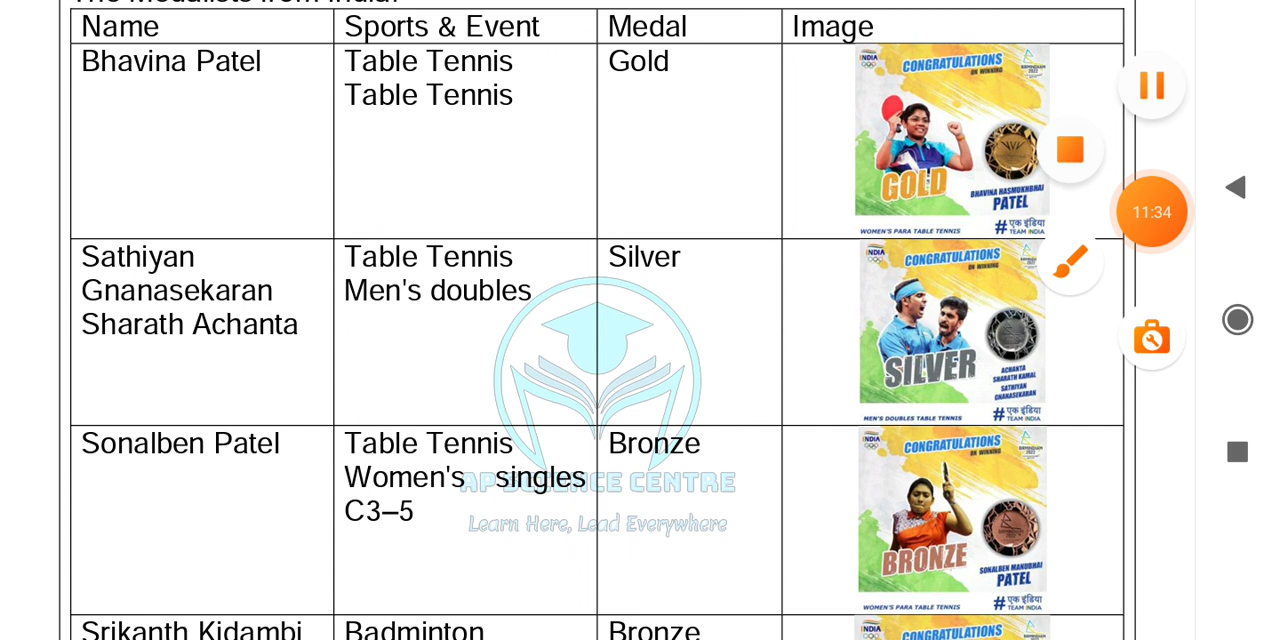 Name Sports & Event Medal Image
Bhavina Patel Table Tennis Gold
Table Tennis
CONGRATULATIONS
ON WINNING
INDIA
GOLD
BHAVINA HASMUKHBHAI
PATEL
WOMEN'S PARA TABLE TENNIS
#एक इंडिया
TEAM INDIA
11:34
Sathiyan Table Tennis Silver
Gnanasekaran Men's doubles
Sharath Achanta
CONGRATULATIONS
ON WINNING
INDIA
SILVER
ACHANTA
SHARATH KAMAL
SATHIYAN
GNANASEKARAN
MEN'S DOUBLES TABLE TENNIS
#एक इंडिया
TEAM INDIA
Sonalben Patel Table Tennis Bronze
Women's singles
C3–5
CONGRATULATIONS
ON WINNING
INDIA
BRONZE
SONALBEN MANUBHAI
PATEL
WOMEN'S PARA TABLE TENNIS
#एक इंडिया
TEAM INDIA
AP SCIENCE CENTRE
Learn Here, Lead Everywhere
Srikanth Kidambi Badminton Bronze
CONGRATULATIONS